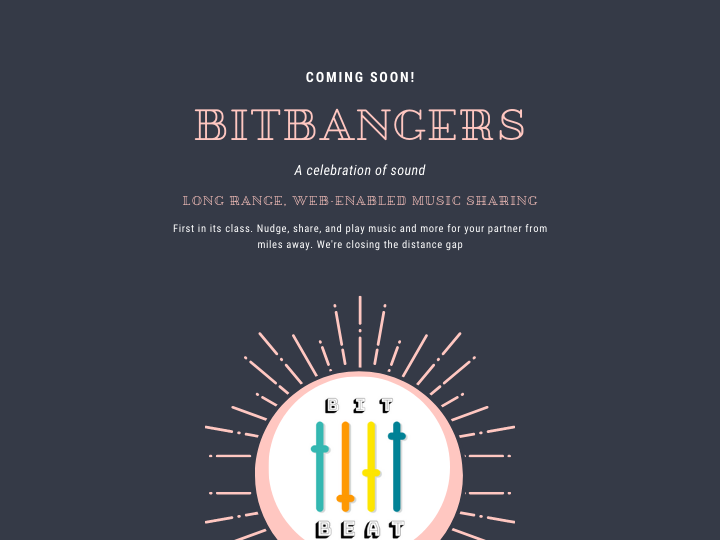 COMING SOON!
BITBANGERS
A celebration of sound
LONG RANGE, WEB-ENABLED MUSIC SHARING
First in its class. Nudge, share, and play music and more for your partner from
miles away. We're closing the distance gap
BIT
BEAT